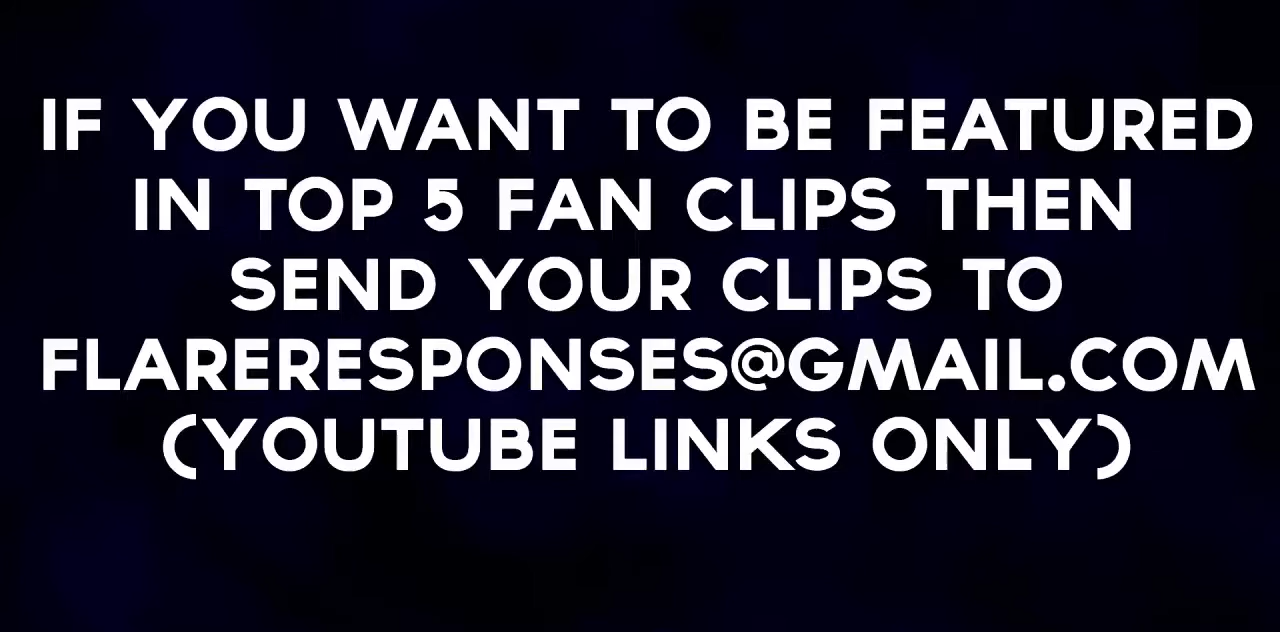 IF YOU WANT TO BE FEATURED
IN TOP 5 FAN CLIPS THEN
SEND YOUR CLIPS TO
FLARERESPONSES@GMAIL.COM
(YOUTUBE LINKS ONLY)